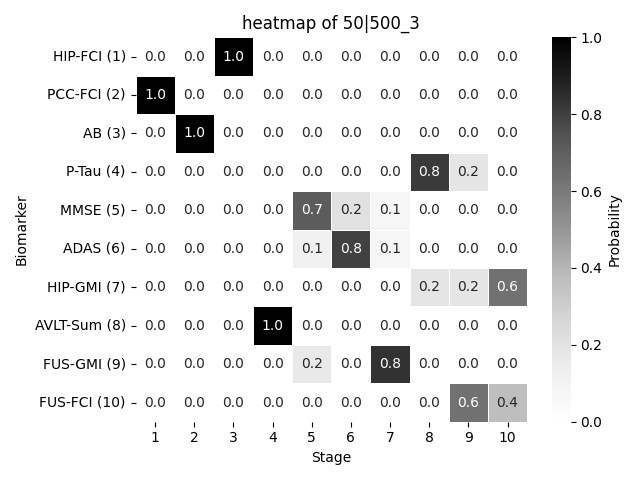 heatmap of 50|500_3
HIP-FCI (1) 0.0 0.0 1.0 0.0 0.0 0.0 0.0 0.0 0.0 0.0
PCC-FCI (2) 1.0 0.0 0.0 0.0 0.0 0.0 0.0 0.0 0.0 0.0
AB (3) 0.0 1.0 0.0 0.0 0.0 0.0 0.0 0.0 0.0 0.0
P-Tau (4) 0.0 0.0 0.0 0.0 0.0 0.0 0.0 0.8 0.2 0.0
MMSE (5) 0.0 0.0 0.0 0.0 0.7 0.2 0.1 0.0 0.0 0.0
ADAS (6) 0.0 0.0 0.0 0.0 0.1 0.8 0.1 0.0 0.0 0.0
HIP-GMI (7) 0.0 0.0 0.0 0.0 0.0 0.0 0.0 0.2 0.2 0.6
AVLT-Sum (8) 0.0 0.0 0.0 1.0 0.0 0.0 0.0 0.0 0.0 0.0
FUS-GMI (9) 0.0 0.0 0.0 0.0 0.2 0.0 0.8 0.0 0.0 0.0
FUS-FCI (10) 0.0 0.0 0.0 0.0 0.0 0.0 0.0 0.0 0.6 0.4
1 2 3 4 5 6 7 8 9 10
Stage
Biomarker
1.0
0.8
0.6
0.4
0.2
0.0
Probability